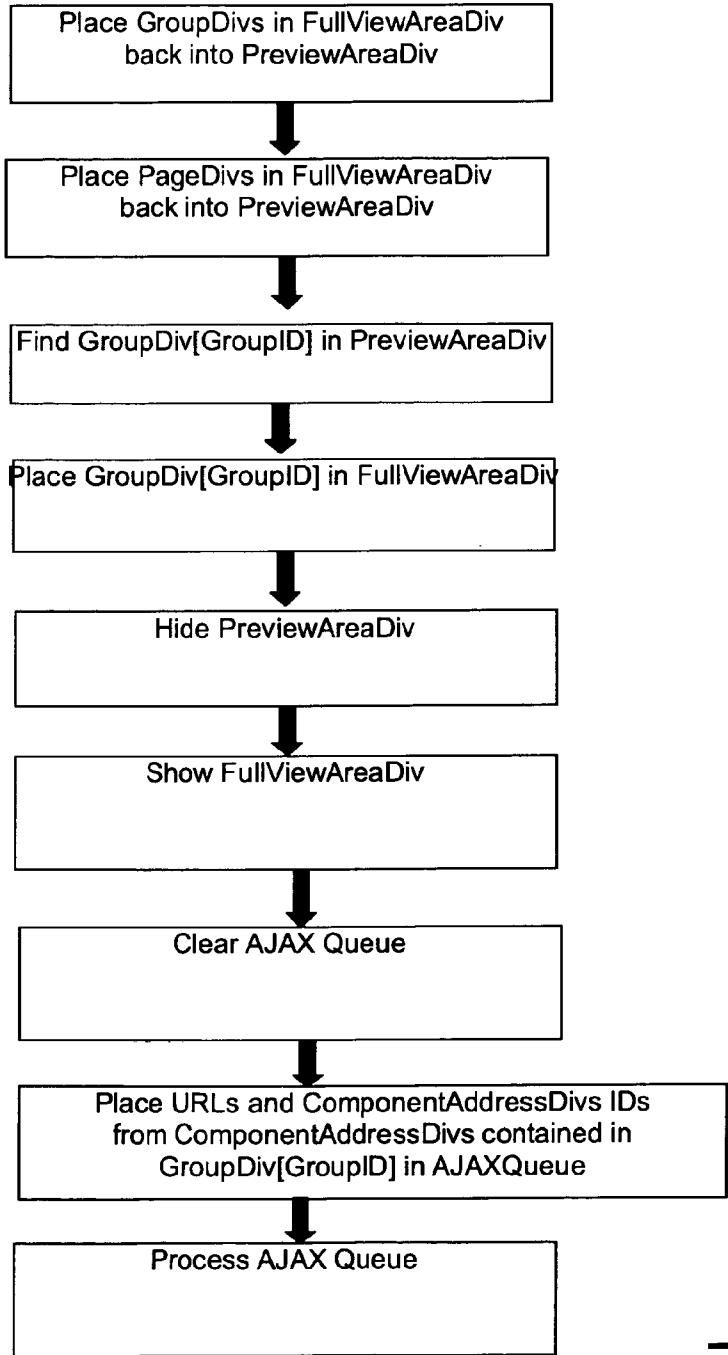 Place GroupDivs in FullViewAreaDiv
back into PreviewAreaDiv
Place PageDivs in FullViewAreaDiv
back into PreviewAreaDiv
Find GroupDiv[GroupID] in PreviewAreaDiv
Place GroupDiv[GroupID] in FullViewAreaDiv
Hide PreviewAreaDiv
Show FullViewAreaDiv
Clear AJAX Queue
Place URLs and ComponentAddressDivs IDs
from ComponentAddressDivs contained in
GroupDiv[GroupID] in AJAXQueue
Process AJAX Queue